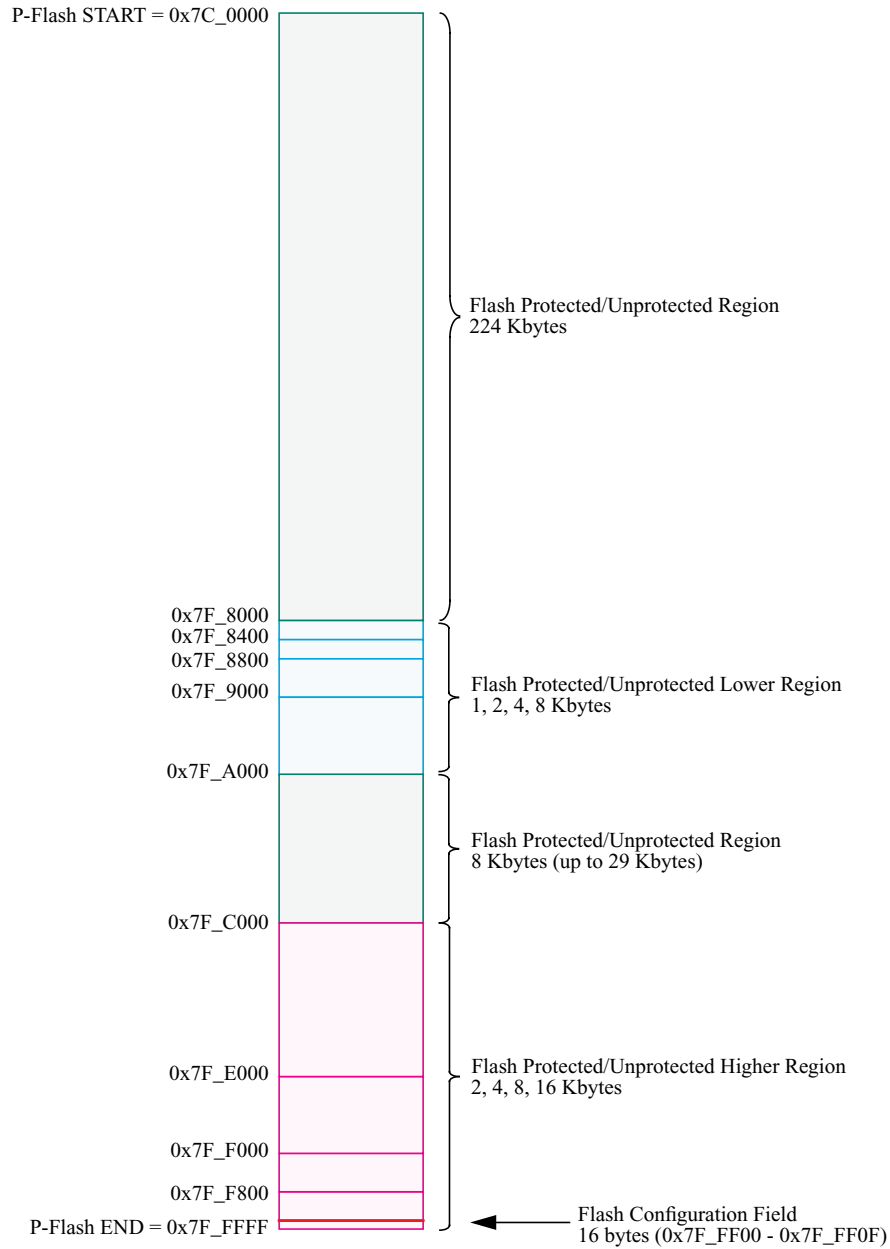 P-Flash START = 0x7C_0000
Flash Protected/Unprotected Region
224 Kbytes
0x7F_8000
0x7F_8400
0x7F_8800
0x7F_9000
Flash Protected/Unprotected Lower Region
1, 2, 4, 8 Kbytes
0x7F_A000
Flash Protected/Unprotected Region
8 Kbytes (up to 29 Kbytes)
0x7F_C000
0x7F_E000
Flash Protected/Unprotected Higher Region
2, 4, 8, 16 Kbytes
0x7F_F000
0x7F_F800
P-Flash END = 0x7F_FFFF
Flash Configuration Field
16 bytes (0x7F_FF00 - 0x7F_FF0F)